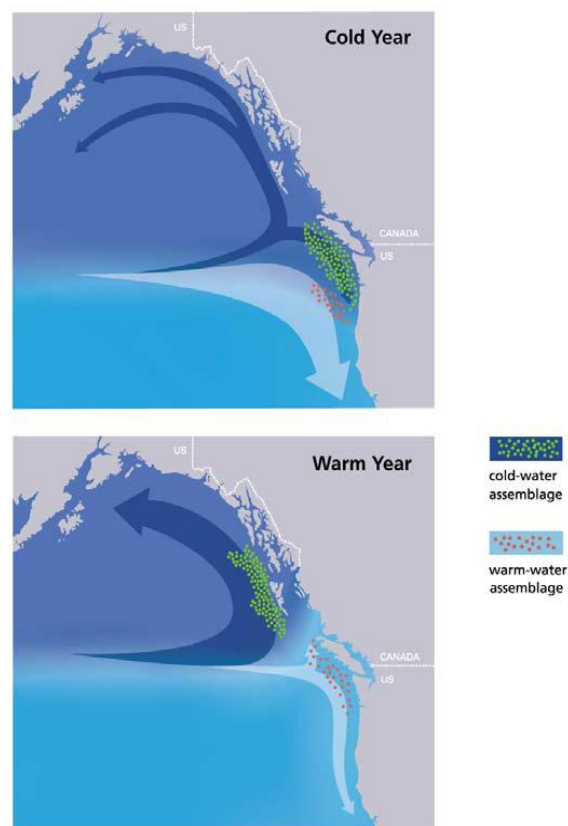 US
Cold Year
CANADA
US
US
Warm Year
cold-water
assemblage
warm-water
assemblage
CANADA
US